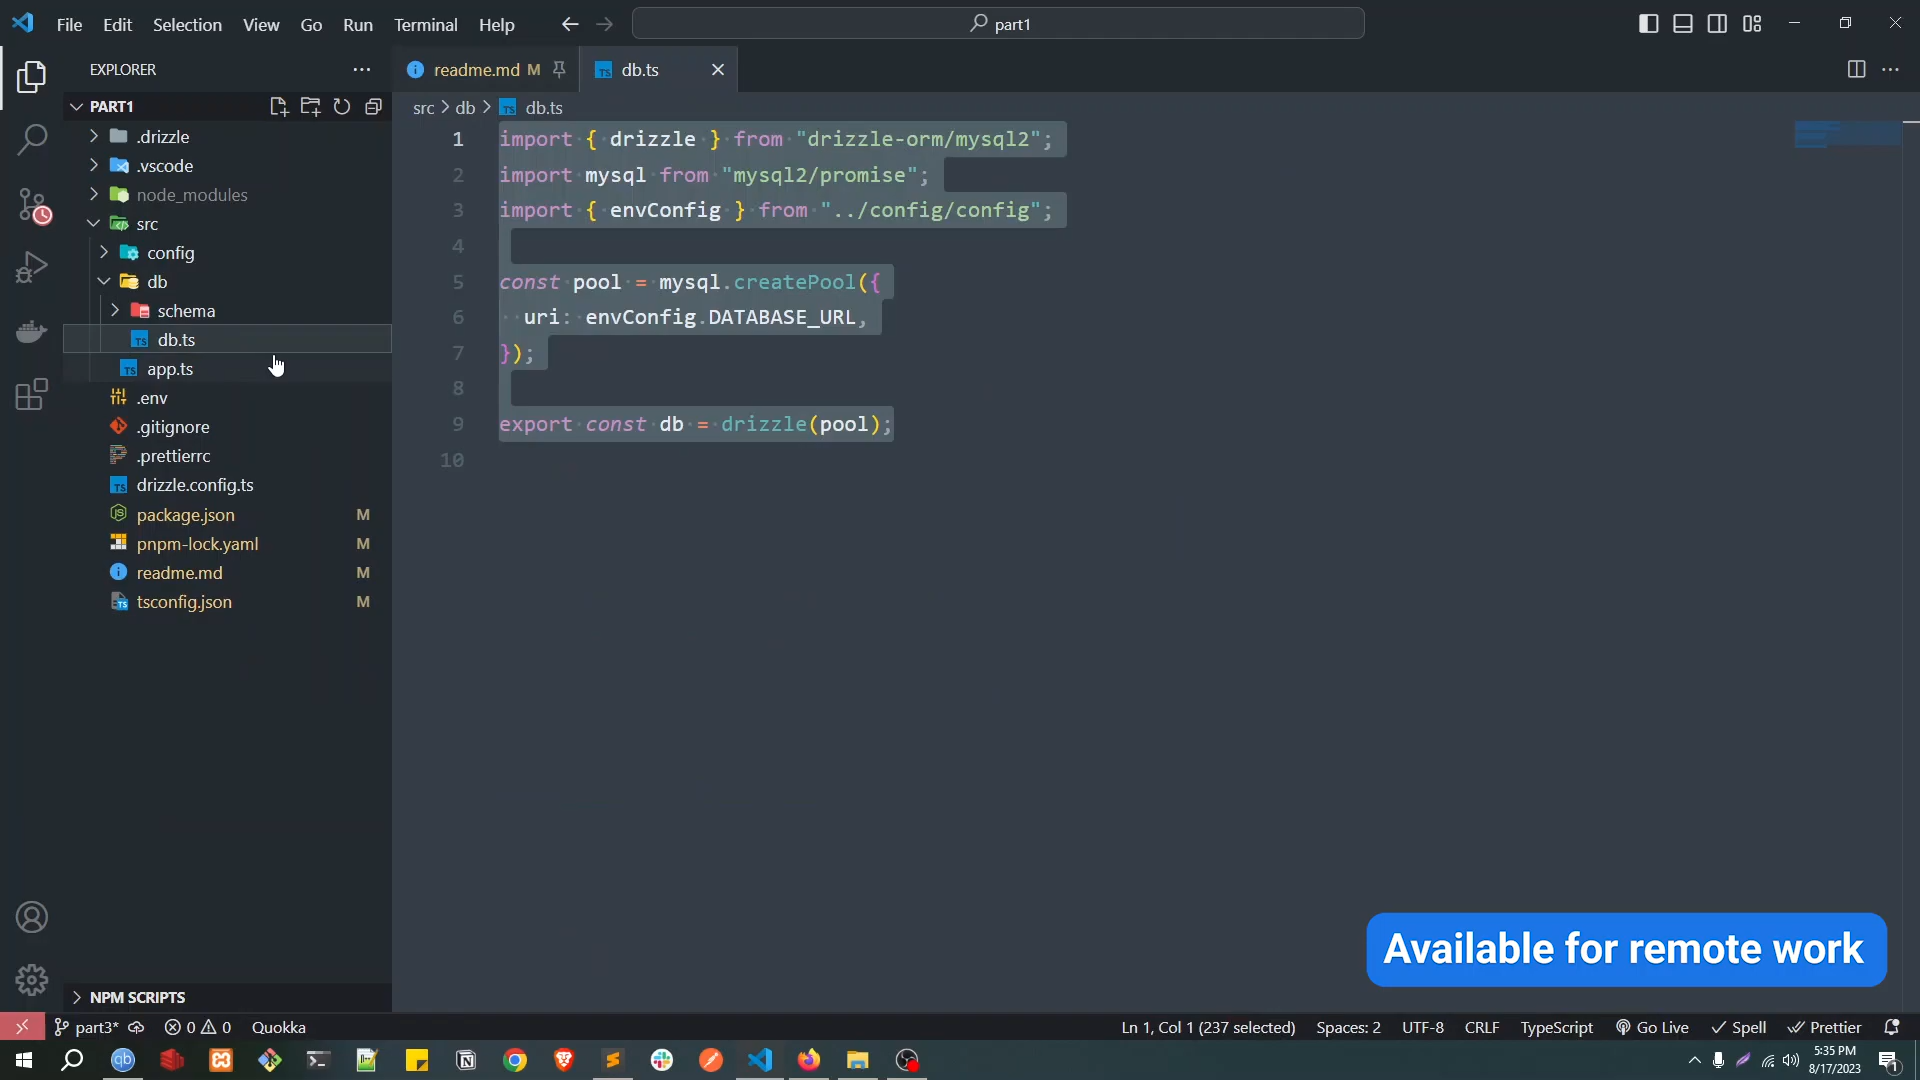 File Edit Selection View Go Run Terminal Help
part1
EXPLORER
readme.md M
db.ts
PART1
src > db > db.ts
.drizzle
.vscode
node_modules
src
config
db
schema
db.ts
app.ts
.env
.gitignore
.prettierrc
drizzle.config.ts
package.json M
pnpm-lock.yaml M
readme.md M
tsconfig.json M
NPM SCRIPTS
1 import { drizzle } from "drizzle-orm/mysql2";
2 import mysql from "mysql2/promise";
3 import { envConfig } from "../config/config";
4
5 const pool = mysql.createPool({
6 uri: envConfig.DATABASE_URL,
7 });
8
9 export const db = drizzle(pool);
10
Available for remote work
part3* 0 0 Quokka
Ln 1, Col 1 (237 selected) Spaces: 2 UTF-8 CRLF TypeScript Go Live Spell Prettier
5:35 PM
8/17/2023